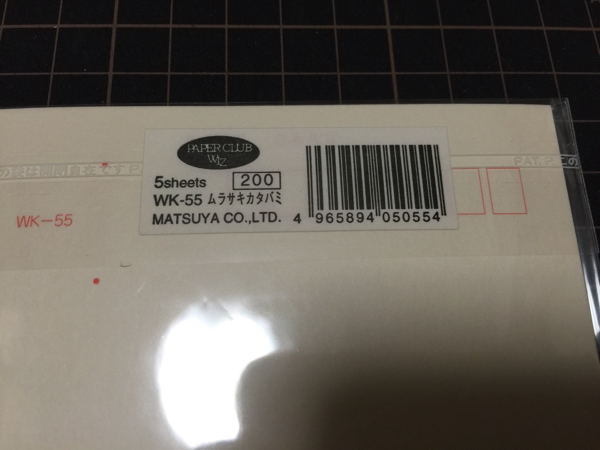 PAPER CLUB
WIZ
5sheets 200
WK-55 ムラサキカタバミ
MATSUYA CO.,LTD.
4 965894 050554
WK-55